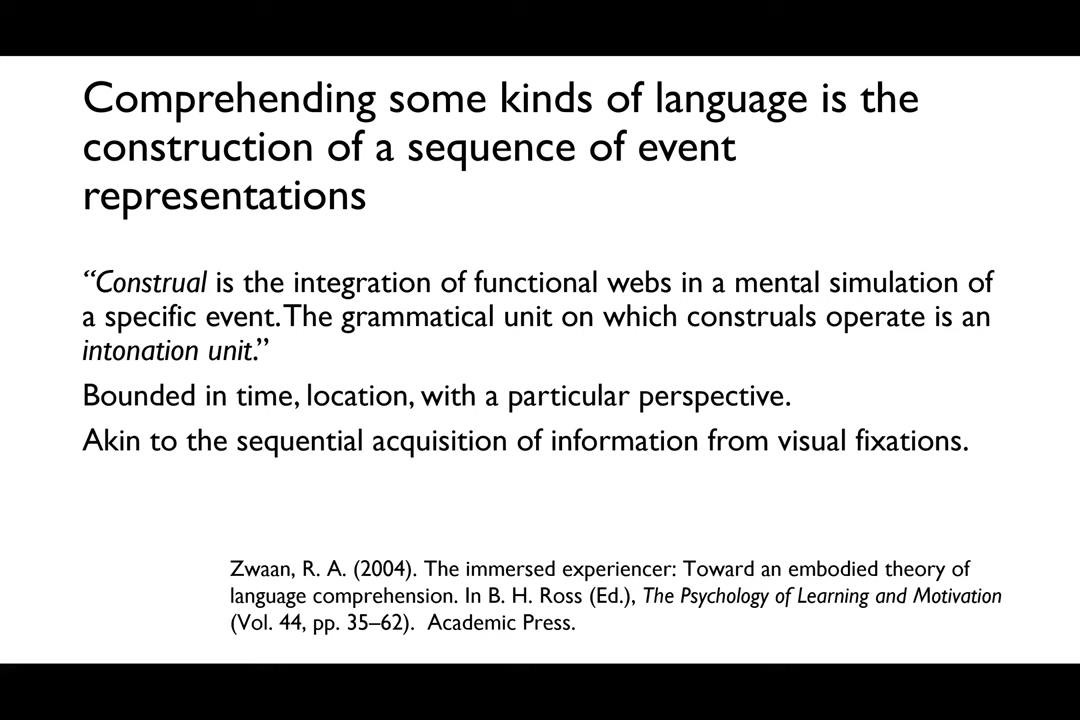 Comprehending some kinds of language is the
construction of a sequence of event
representations
“Construal is the integration of functional webs in a mental simulation of
a specific event. The grammatical unit on which construals operate is an
intonation unit.”
Bounded in time, location, with a particular perspective.
Akin to the sequential acquisition of information from visual fixations.
Zwaan, R. A. (2004). The immersed experiencer: Toward an embodied theory of
language comprehension. In B. H. Ross (Ed.), The Psychology of Learning and Motivation
(Vol. 44, pp. 35–62). Academic Press.